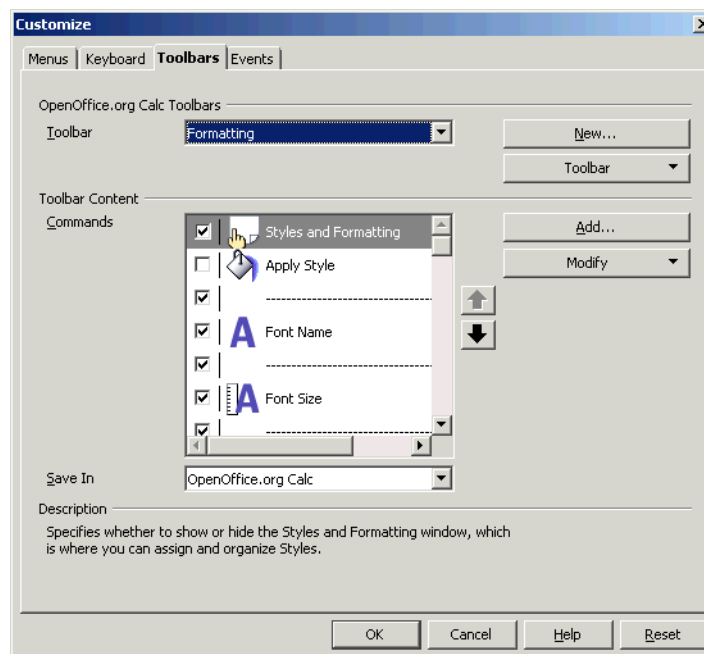 Customize
Menus Keyboard Toolbars Events
OpenOffice.org Calc Toolbars
Toolbar Formatting New...
Toolbar
Toolbar Content
Commands Styles and Formatting Add...
Apply Style Modify
--------------------------------
Font Name
--------------------------------
Font Size
--------------------------------
Save In OpenOffice.org Calc
Description
Specifies whether to show or hide the Styles and Formatting window, which
is where you can assign and organize Styles.
OK Cancel Help Reset